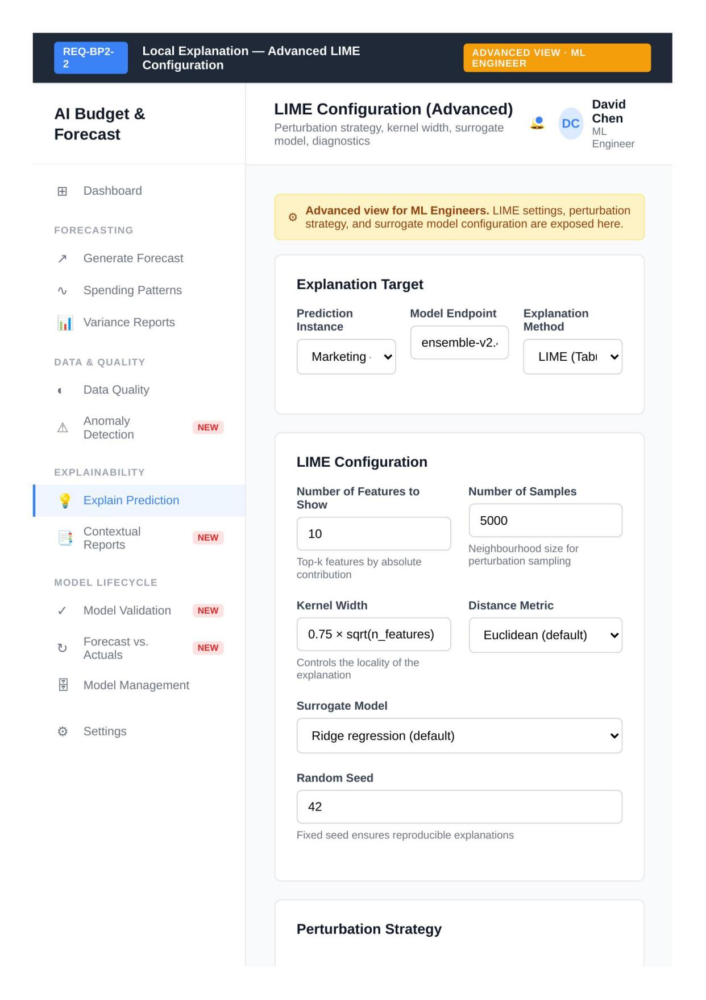 REQ-BP2-
2
Local Explanation — Advanced LIME
Configuration
ADVANCED VIEW · ML
ENGINEER
AI Budget &
Forecast
Dashboard
FORECASTING
Generate Forecast
Spending Patterns
Variance Reports
DATA & QUALITY
Data Quality
Anomaly
Detection
NEW
EXPLAINABILITY
Explain Prediction
Contextual
Reports
NEW
MODEL LIFECYCLE
Model Validation
NEW
Forecast vs.
Actuals
NEW
Model Management
Settings
LIME Configuration (Advanced)
Perturbation strategy, kernel width, surrogate
model, diagnostics
DC
David
Chen
ML
Engineer
Advanced view for ML Engineers. LIME settings, perturbation
strategy, and surrogate model configuration are exposed here.
Explanation Target
Prediction
Instance
Marketing
Model Endpoint
ensemble-v2.
Explanation
Method
LIME (Tabu
LIME Configuration
Number of Features to
Show
10
Top-k features by absolute
contribution
Number of Samples
5000
Neighbourhood size for
perturbation sampling
Kernel Width
0.75 × sqrt(n_features)
Controls the locality of the
explanation
Distance Metric
Euclidean (default)
Surrogate Model
Ridge regression (default)
Random Seed
42
Fixed seed ensures reproducible explanations
Perturbation Strategy